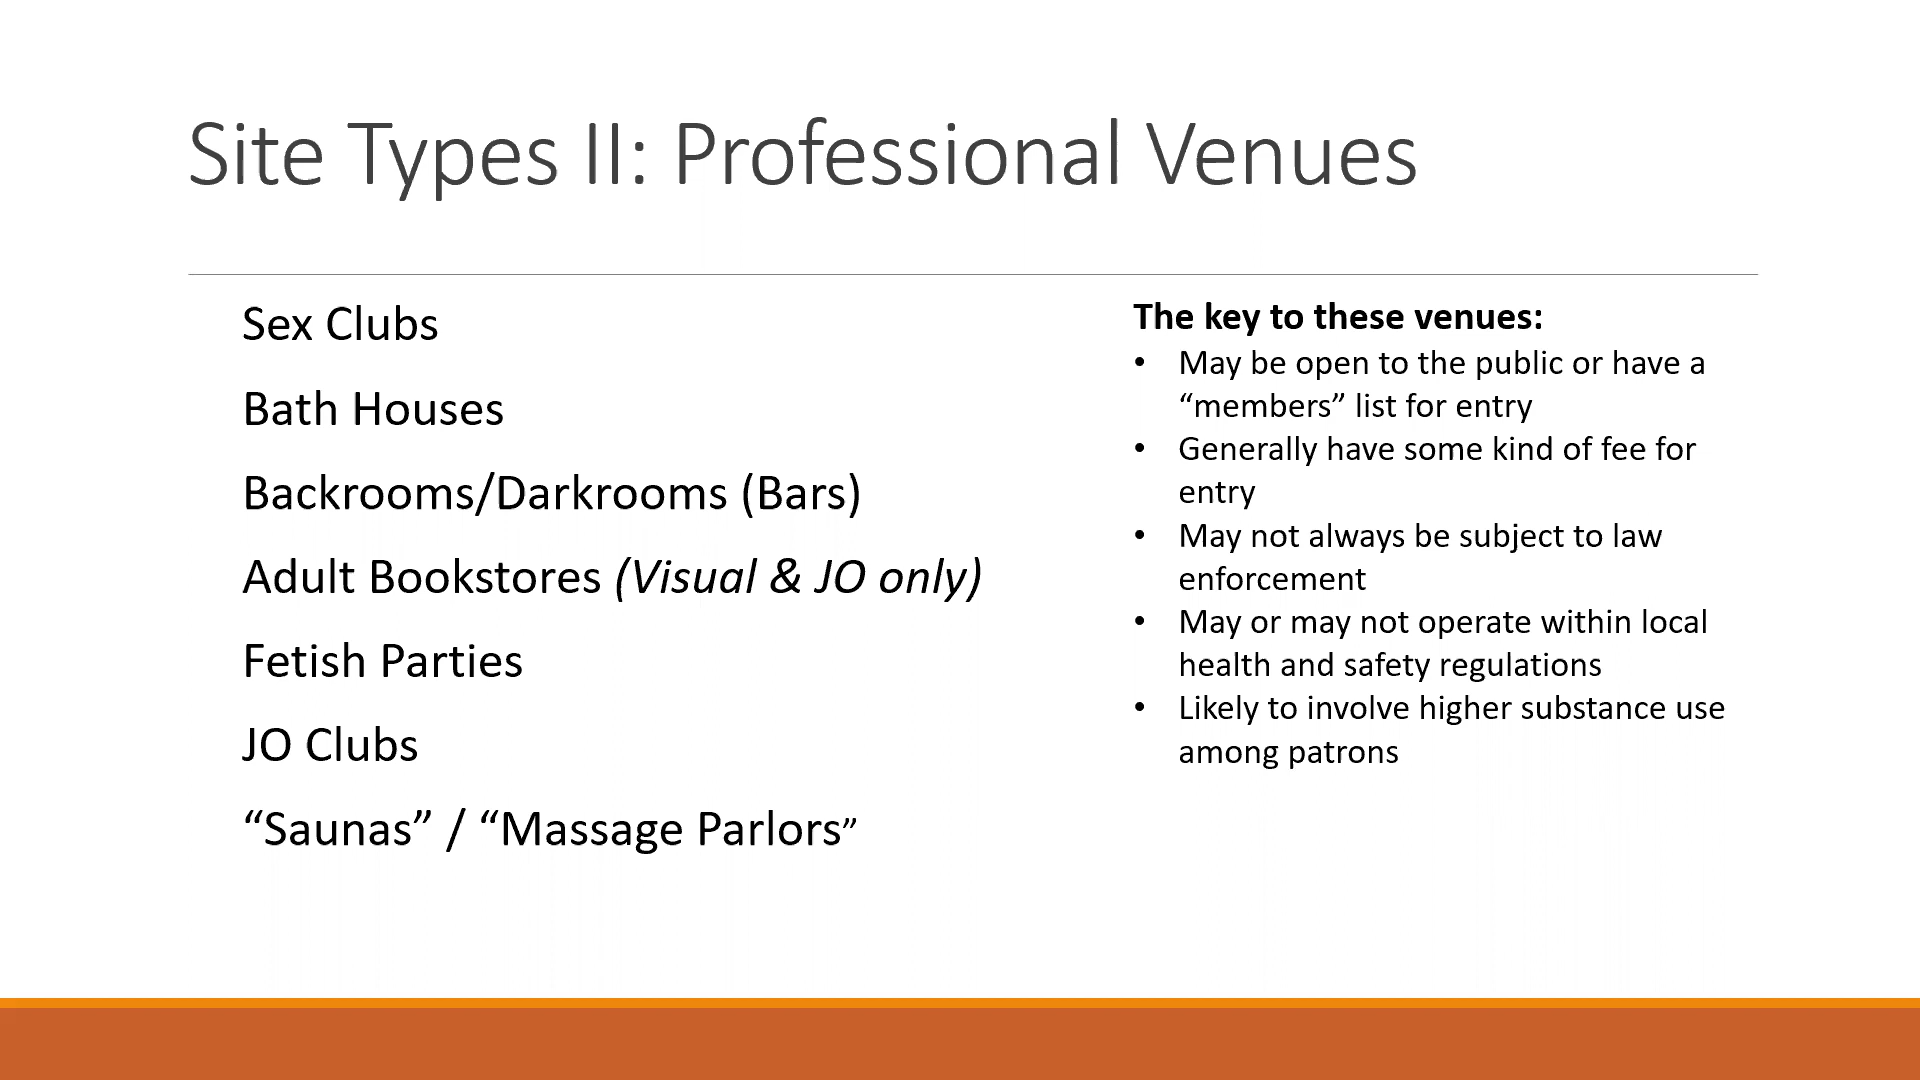 Site Types II: Professional Venues
Sex Clubs
Bath Houses
Backrooms/Darkrooms (Bars)
Adult Bookstores (Visual & JO only)
Fetish Parties
JO Clubs
“Saunas” / “Massage Parlors”
The key to these venues:
• May be open to the public or have a
“members” list for entry
• Generally have some kind of fee for
entry
• May not always be subject to law
enforcement
• May or may not operate within local
health and safety regulations
• Likely to involve higher substance use
among patrons